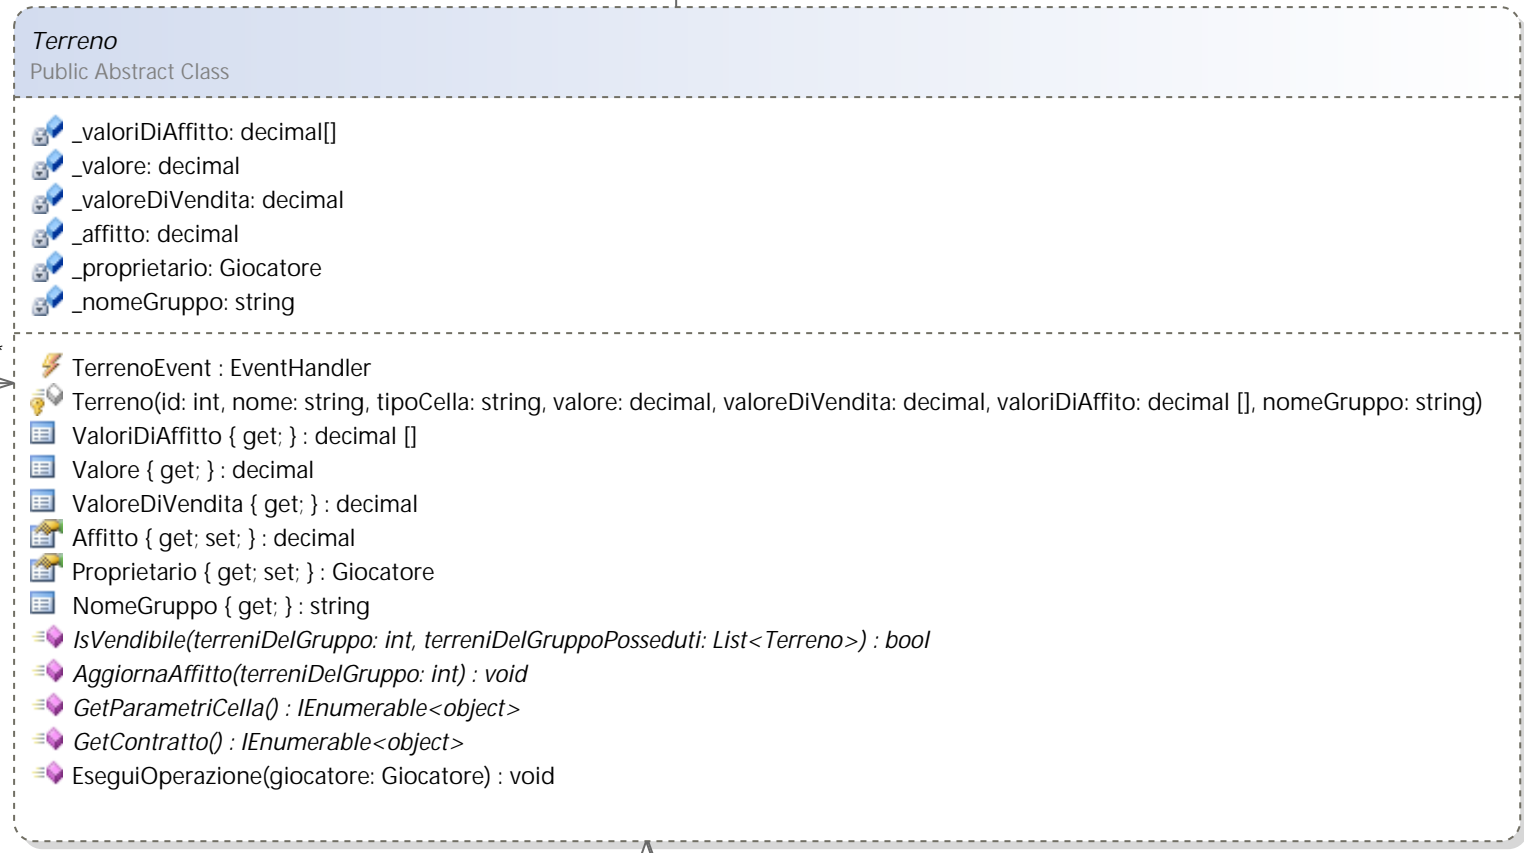 Terreno
Public Abstract Class
_valoriDiAffitto: decimal[]
_valore: decimal
_valoreDiVendita: decimal
_affitto: decimal
_proprietario: Giocatore
_nomeGruppo: string
TerrenoEvent : EventHandler
Terreno(id: int, nome: string, tipoCella: string, valore: decimal, valoreDiVendita: decimal, valoriDiAffito: decimal [], nomeGruppo: string)
ValoriDiAffitto { get; } : decimal []
Valore { get; } : decimal
ValoreDiVendita { get; } : decimal
Affitto { get; set; } : decimal
Proprietario { get; set; } : Giocatore
NomeGruppo { get; } : string
IsVendibile(terreniDelGruppo: int, terreniDelGruppoPosseduti: List<Terreno>) : bool
AggiornaAffitto(terreniDelGruppo: int) : void
GetParametriCella() : IEnumerable<object>
GetContratto() : IEnumerable<object>
EseguiOperazione(giocatore: Giocatore) : void